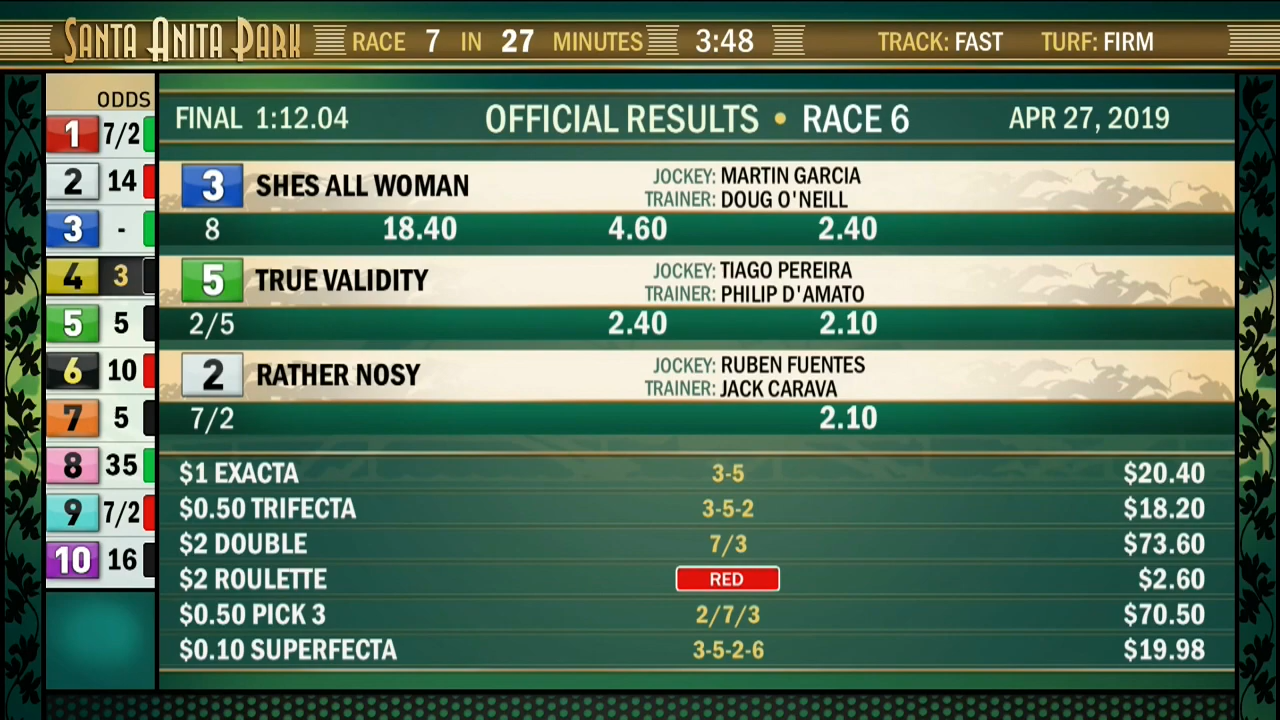 SANTA ANITA PARK RACE 7 IN 27 MINUTES 3:48 TRACK: FAST TURF: FIRM
ODDS
1 7/2
2 14
3 -
4 3
5 5
6 10
7 5
8 35
9 7/2
10 16
FINAL 1:12.04 OFFICIAL RESULTS • RACE 6 APR 27, 2019
3 SHES ALL WOMAN JOCKEY: MARTIN GARCIA
TRAINER: DOUG O'NEILL
8 18.40 4.60 2.40
5 TRUE VALIDITY JOCKEY: TIAGO PEREIRA
TRAINER: PHILIP D'AMATO
2/5 2.40 2.10
2 RATHER NOSY JOCKEY: RUBEN FUENTES
TRAINER: JACK CARAVA
7/2 2.10
$1 EXACTA 3-5 $20.40
$0.50 TRIFECTA 3-5-2 $18.20
$2 DOUBLE 7/3 $73.60
$2 ROULETTE RED $2.60
$0.50 PICK 3 2/7/3 $70.50
$0.10 SUPERFECTA 3-5-2-6 $19.98